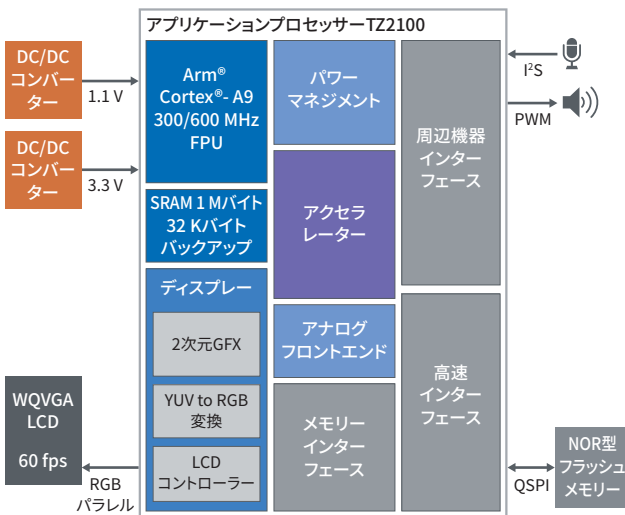 アプリケーションプロセッサーTZ2100
DC/DC
コンバー
ター
1.1 V
DC/DC
コンバー
ター
3.3 V
Arm®
Cortex®- A9
300/600 MHz
FPU
SRAM 1 Mバイト
32 Kバイト
バックアップ
ディスプレー
2次元GFX
YUV to RGB
変換
LCD
コントローラー
WQVGA
LCD
60 fps
RGB
パラレル
パワー
マネジメント
アクセラ
レーター
アナログ
フロントエンド
メモリー
インター
フェース
周辺機器
インター
フェース
高速
インター
フェース
I²S
PWM
QSPI
NOR型
フラッシュ
メモリー